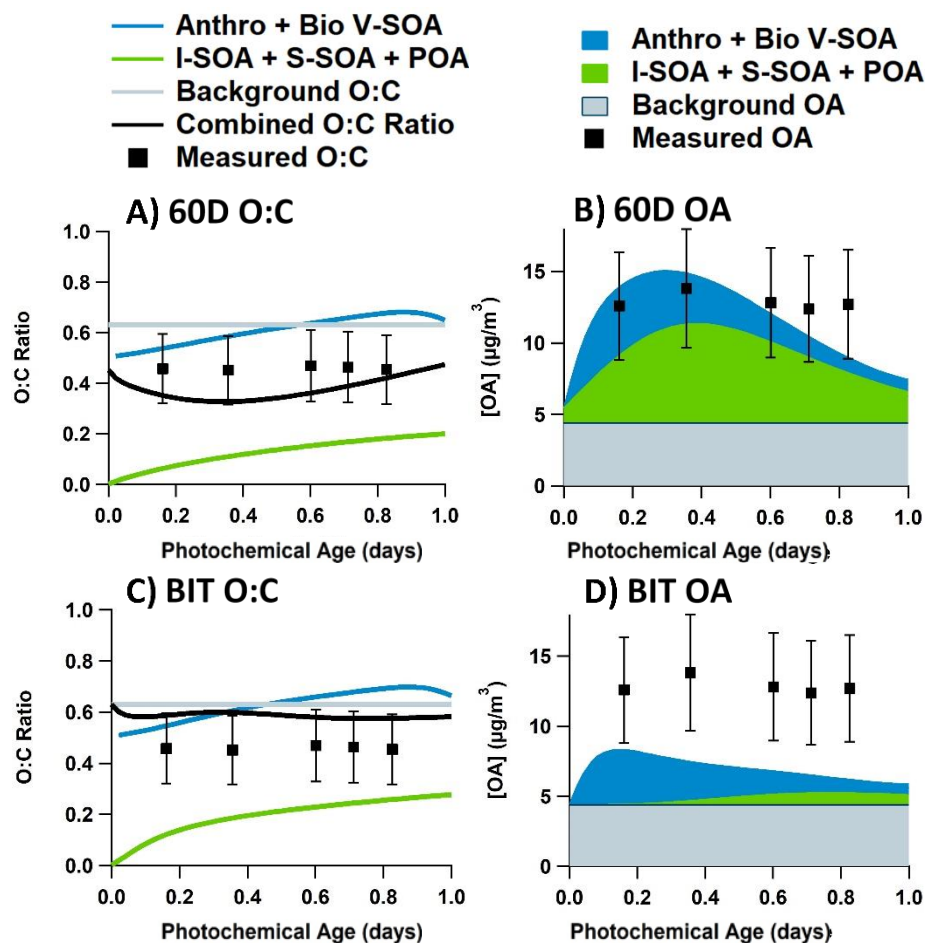 Anthro + Bio V-SOA
I-SOA + S-SOA + POA
Background O:C
Combined O:C Ratio
Measured O:C
Anthro + Bio V-SOA
I-SOA + S-SOA + POA
Background OA
Measured OA
A) 60D O:C
1.0
0.8
0.6
0.4
0.2
0.0
O:C Ratio
0.0 0.2 0.4 0.6 0.8 1.0
Photochemical Age (days)
B) 60D OA
15
10
5
0
[OA] (µg/m³)
0.0 0.2 0.4 0.6 0.8 1.0
Photochemical Age (days)
C) BIT O:C
1.0
0.8
0.6
0.4
0.2
0.0
O:C Ratio
0.0 0.2 0.4 0.6 0.8 1.0
Photochemical Age (days)
D) BIT OA
15
10
5
0
[OA] (µg/m³)
0.0 0.2 0.4 0.6 0.8 1.0
Photochemical Age (days)